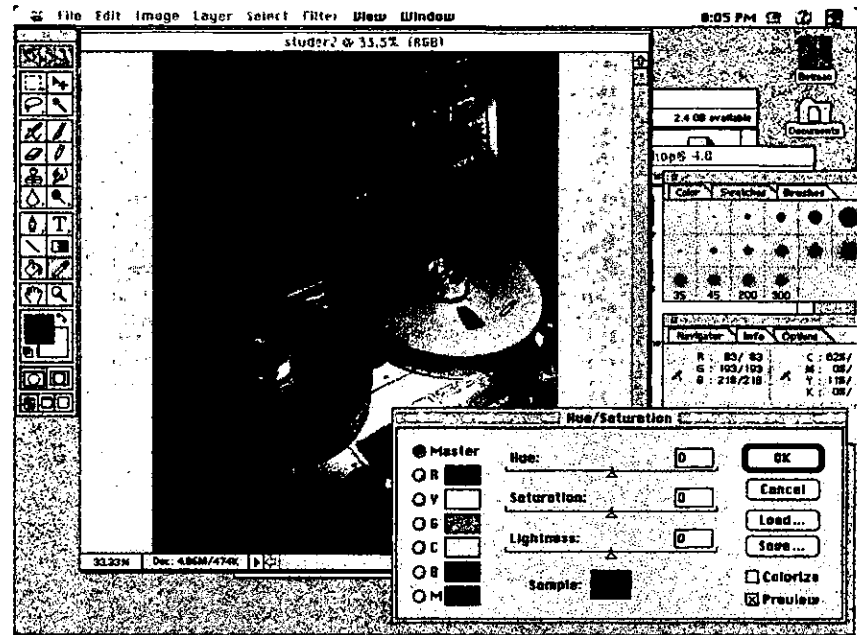 File Edit Image Layer Select Filter View Window 8:05 PM
studer2 @ 33.3% (RGB)
2.4 GB available
Documents
hop® 4.0
Color Swatches Brushes
35 45 200 300
Navigator Info Options
R : 83/ 83
G : 193/193
B : 218/218
C : 62%/
M : 0%/
Y : 11%/
K : 0%/
Hue/Saturation
Master
R
Y
G
C
B
M
Hue: 0
Saturation: 0
Lightness: 0
Sample:
OK
Cancel
Load...
Save...
Colorize
Preview
33.33% Doc: 4.86M/474K